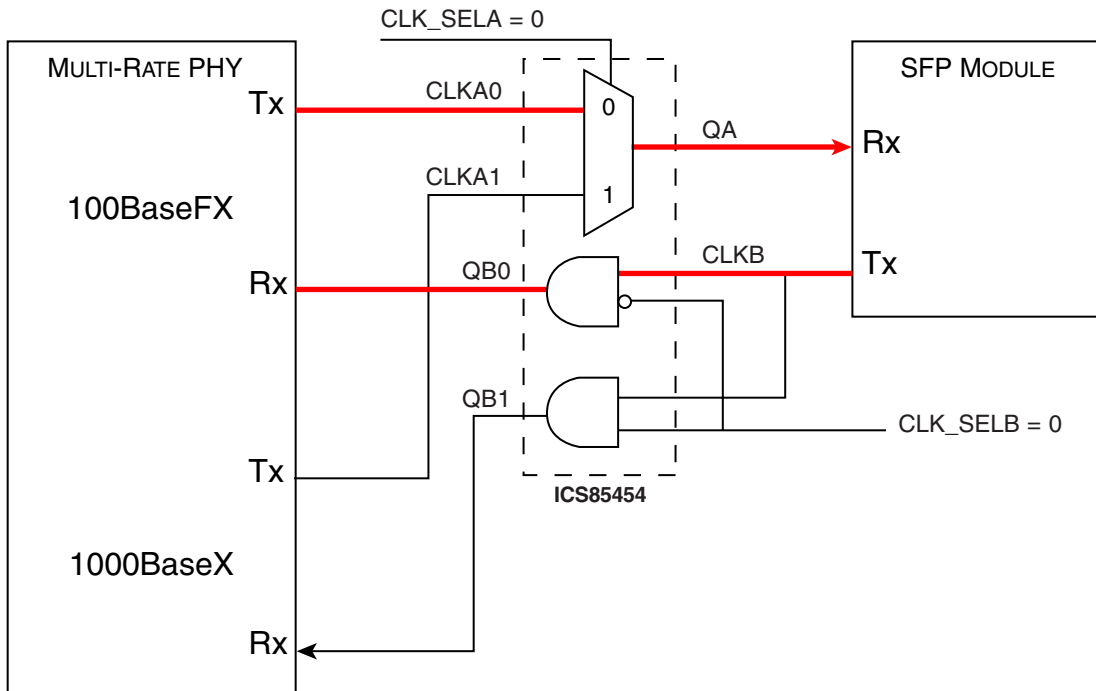 CLK_SELA = 0
MULTI-RATE PHY
SFP MODULE
Tx
CLKA0
0
QA
Rx
CLKA1
1
100BaseFX
Rx
QB0
CLKB
Tx
QB1
CLK_SELB = 0
Tx
ICS85454
1000BaseX
Rx